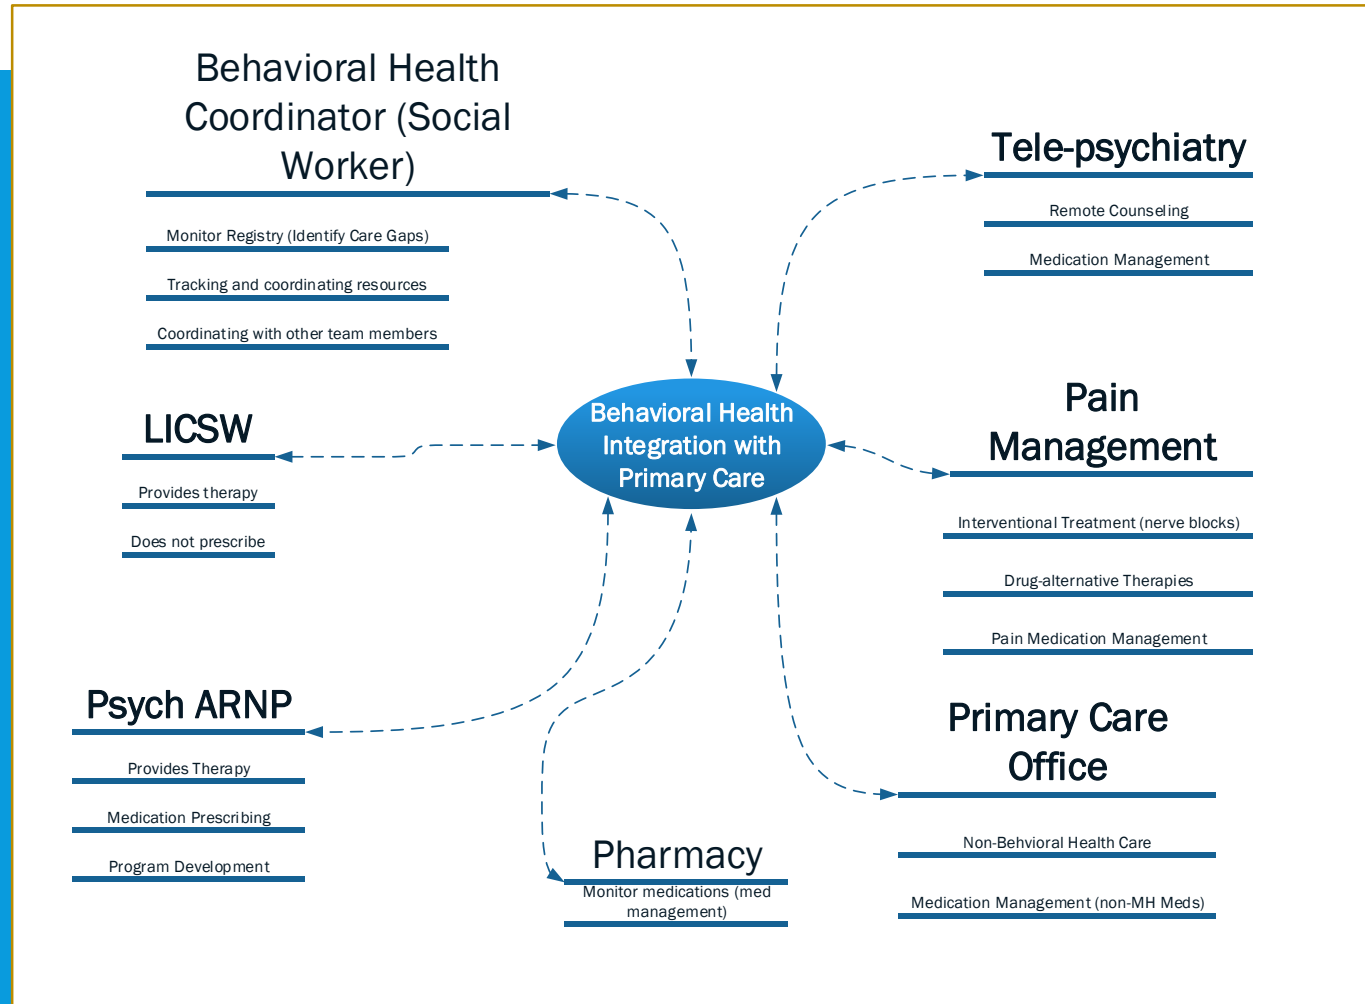 Behavioral Health
Coordinator (Social
Worker)
Monitor Registry (Identify Care Gaps)
Tracking and coordinating resources
Coordinating with other team members
Tele-psychiatry
Remote Counseling
Medication Management
Behavioral Health
Integration with
Primary Care
LICSW
Provides therapy
Does not prescribe
Pain
Management
Interventional Treatment (nerve blocks)
Drug-alternative Therapies
Pain Medication Management
Psych ARNP
Provides Therapy
Medication Prescribing
Program Development
Pharmacy
Monitor medications (med
management)
Primary Care
Office
Non-Behvioral Health Care
Medication Management (non-MH Meds)